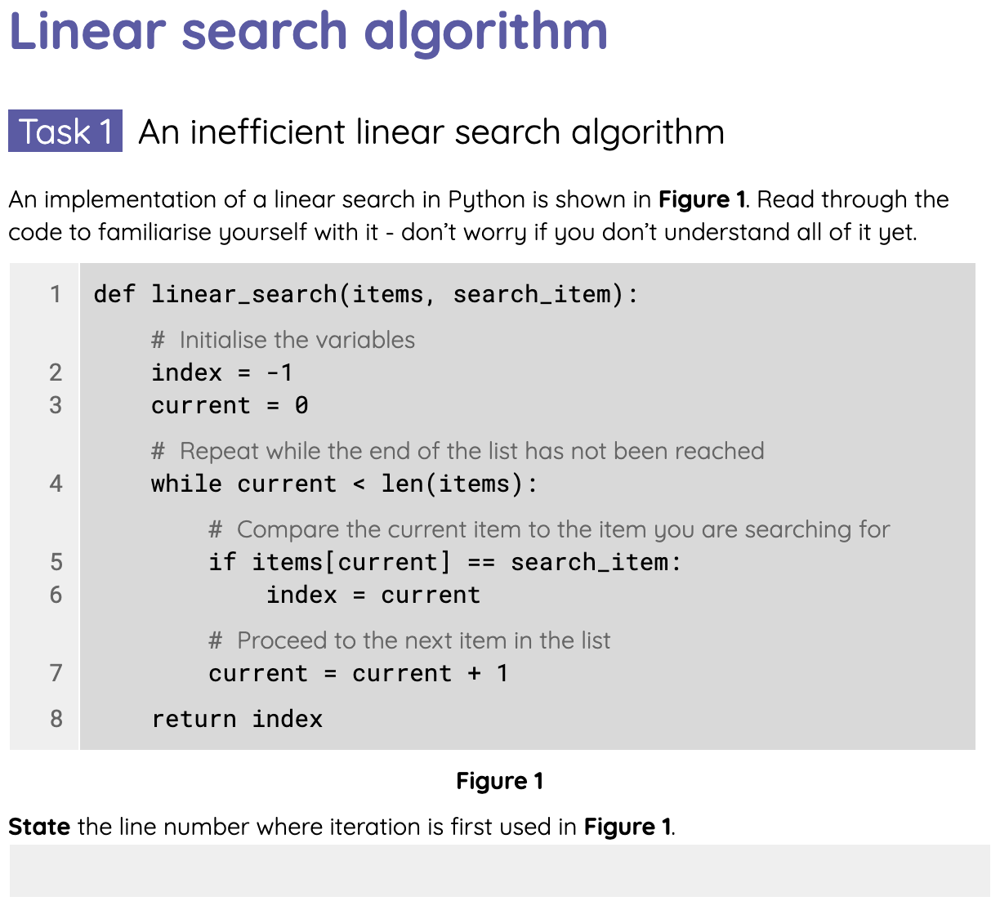 Linear search algorithm
Task 1 An inefficient linear search algorithm
An implementation of a linear search in Python is shown in Figure 1. Read through the
code to familiarise yourself with it - don't worry if you don't understand all of it yet.
1 def linear_search(items, search_item):
# Initialise the variables
2 index = -1
3 current = 0
# Repeat while the end of the list has not been reached
4 while current < len(items):
# Compare the current item to the item you are searching for
5 if items[current] == search_item:
6 index = current
# Proceed to the next item in the list
7 current = current + 1
8 return index
Figure 1
State the line number where iteration is first used in Figure 1.